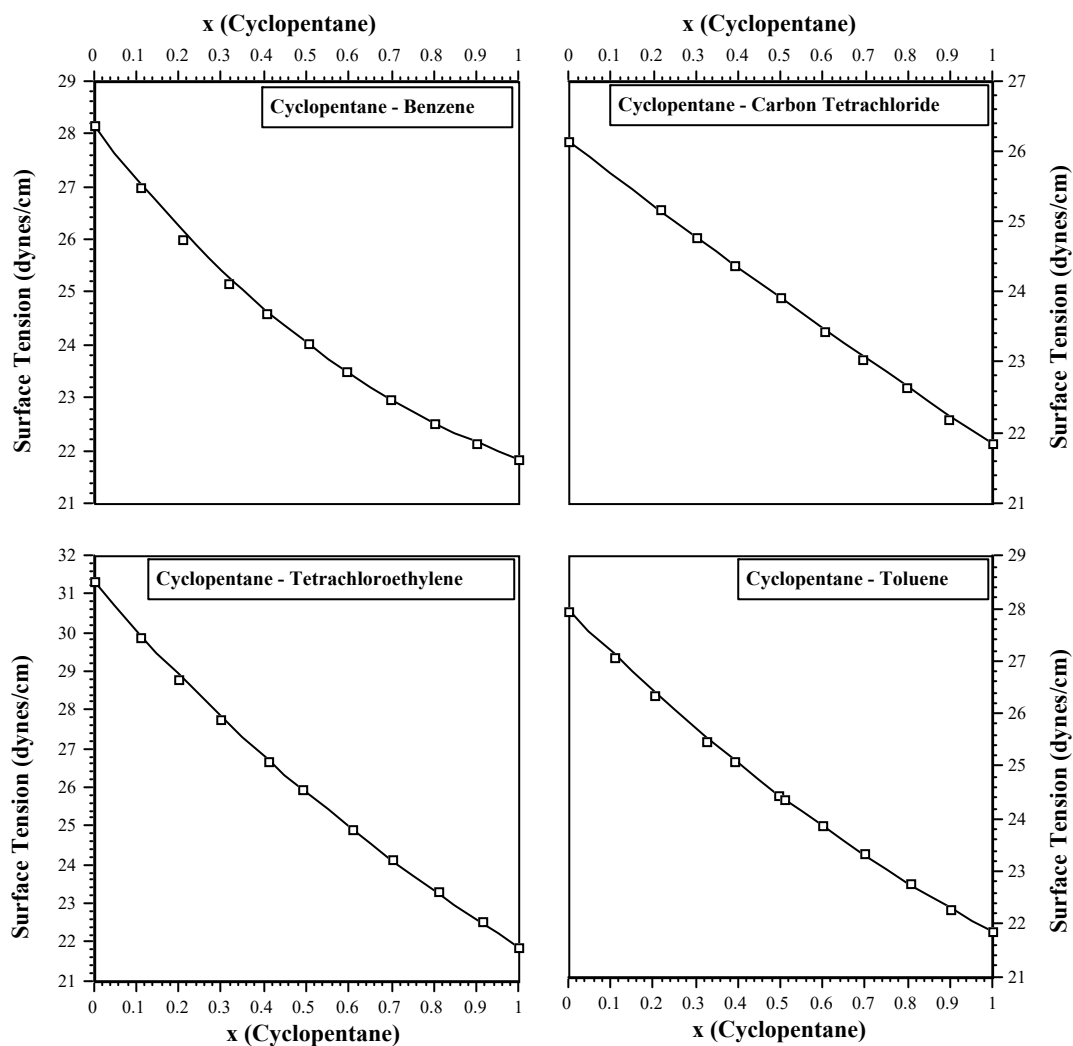 x (Cyclopentane)
x (Cyclopentane)
0 0.1 0.2 0.3 0.4 0.5 0.6 0.7 0.8 0.9 1
0 0.1 0.2 0.3 0.4 0.5 0.6 0.7 0.8 0.9 1
Cyclopentane - Benzene
Cyclopentane - Carbon Tetrachloride
Surface Tension (dynes/cm)
29
28
27
26
25
24
23
22
21
27
26
25
24
23
22
21
Surface Tension (dynes/cm)
Cyclopentane - Tetrachloroethylene
Cyclopentane - Toluene
Surface Tension (dynes/cm)
32
31
30
29
28
27
26
25
24
23
22
21
29
28
27
26
25
24
23
22
21
Surface Tension (dynes/cm)
0 0.1 0.2 0.3 0.4 0.5 0.6 0.7 0.8 0.9 1
0 0.1 0.2 0.3 0.4 0.5 0.6 0.7 0.8 0.9 1
x (Cyclopentane)
x (Cyclopentane)